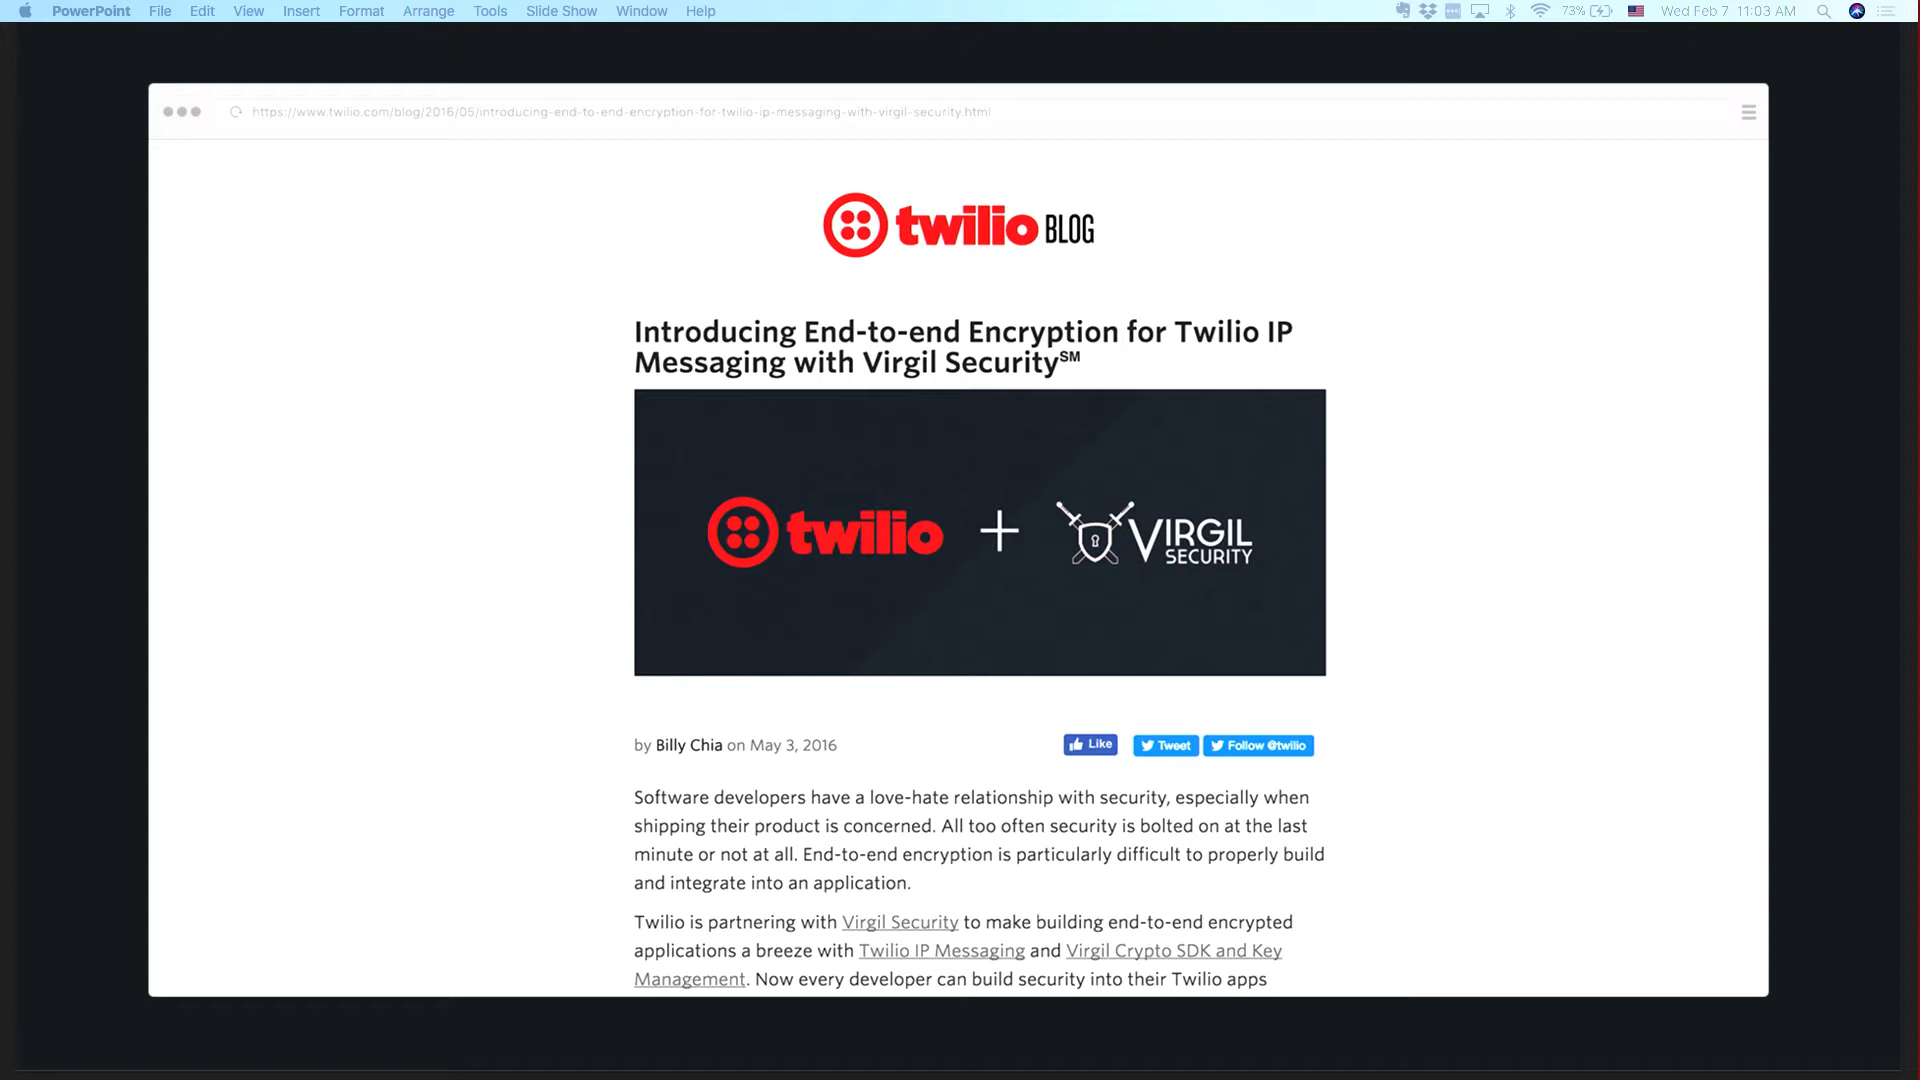 PowerPoint File Edit View Insert Format Arrange Tools Slide Show Window Help 73% Wed Feb 7 11:03 AM
https://www.twilio.com/blog/2016/05/introducing-end-to-end-encryption-for-twilio-ip-messaging-with-virgil-security.html
twilio BLOG
Introducing End-to-end Encryption for Twilio IP
Messaging with Virgil Security℠
twilio + VIRGIL
SECURITY
by Billy Chia on May 3, 2016 Like Tweet Follow @twilio
Software developers have a love-hate relationship with security, especially when
shipping their product is concerned. All too often security is bolted on at the last
minute or not at all. End-to-end encryption is particularly difficult to properly build
and integrate into an application.
Twilio is partnering with Virgil Security to make building end-to-end encrypted
applications a breeze with Twilio IP Messaging and Virgil Crypto SDK and Key
Management. Now every developer can build security into their Twilio apps